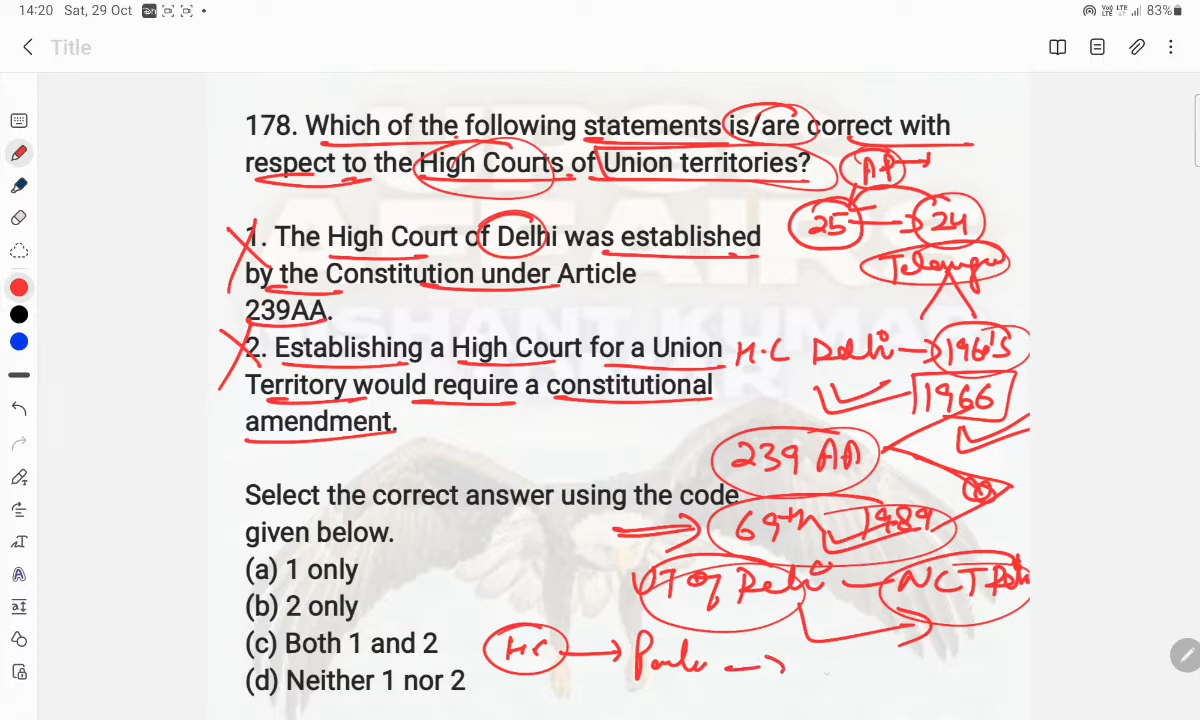 14:20 Sat, 29 Oct
83%
Title
178. Which of the following statements is/are correct with
respect to the High Courts of Union territories?
AP
25 24
1. The High Court of Delhi was established
by the Constitution under Article
239AA.
2. Establishing a High Court for a Union
Territory would require a constitutional
amendment.
H.C Delhi 1966
239 AA
69th 1989
UT of Delhi NCT
Select the correct answer using the code
given below.
(a) 1 only
(b) 2 only
(c) Both 1 and 2
(d) Neither 1 nor 2
HC